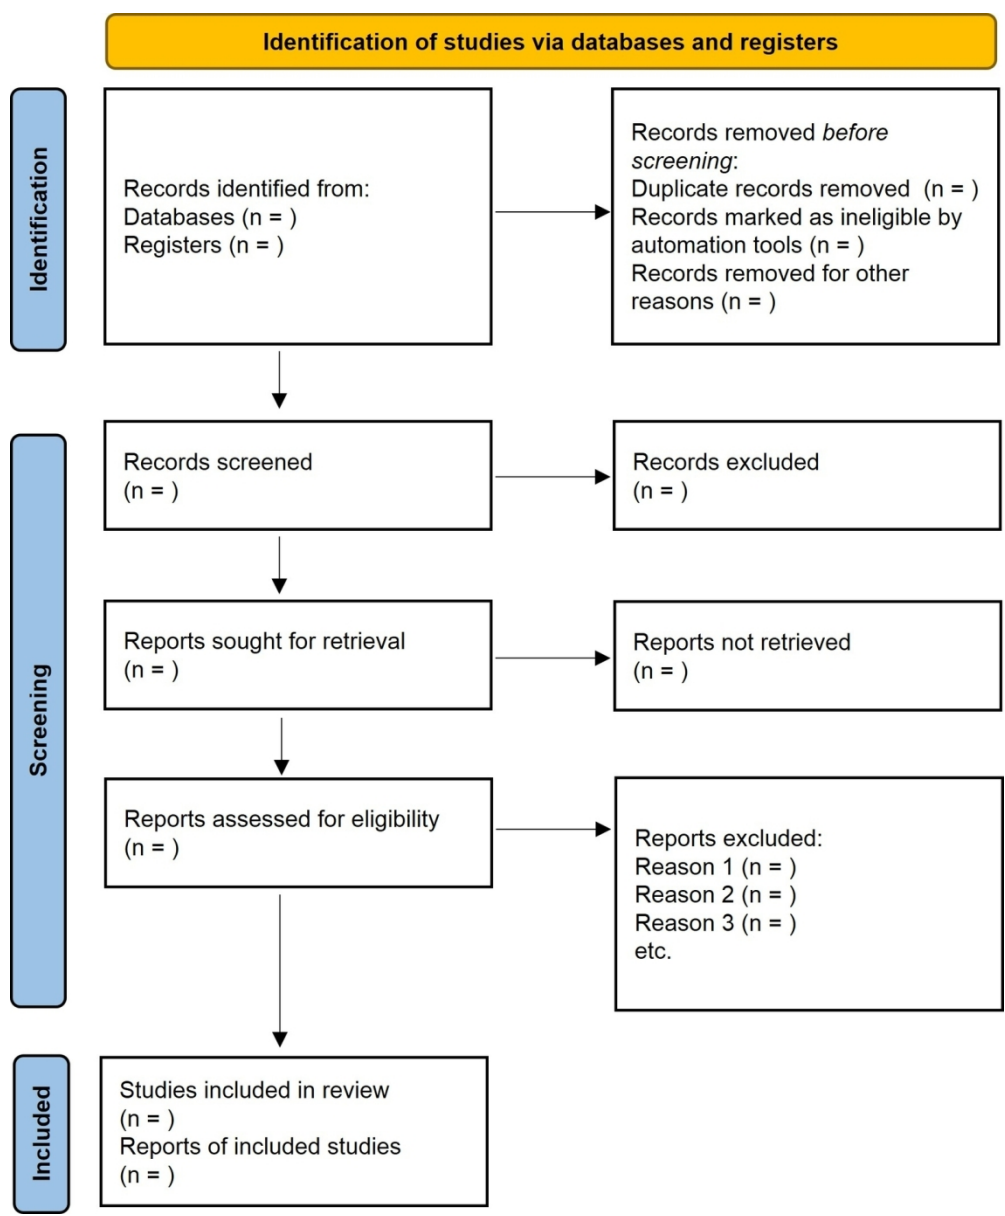 Identification of studies via databases and registers
Identification
Records identified from:
Databases (n = )
Registers (n = )
Records removed before
screening:
Duplicate records removed  (n = )
Records marked as ineligible by
automation tools (n = )
Records removed for other
reasons (n = )
Screening
Records screened
(n = )
Records excluded
(n = )
Reports sought for retrieval
(n = )
Reports not retrieved
(n = )
Reports assessed for eligibility
(n = )
Reports excluded:
Reason 1 (n = )
Reason 2 (n = )
Reason 3 (n = )
etc.
Included
Studies included in review
(n = )
Reports of included studies
(n = )